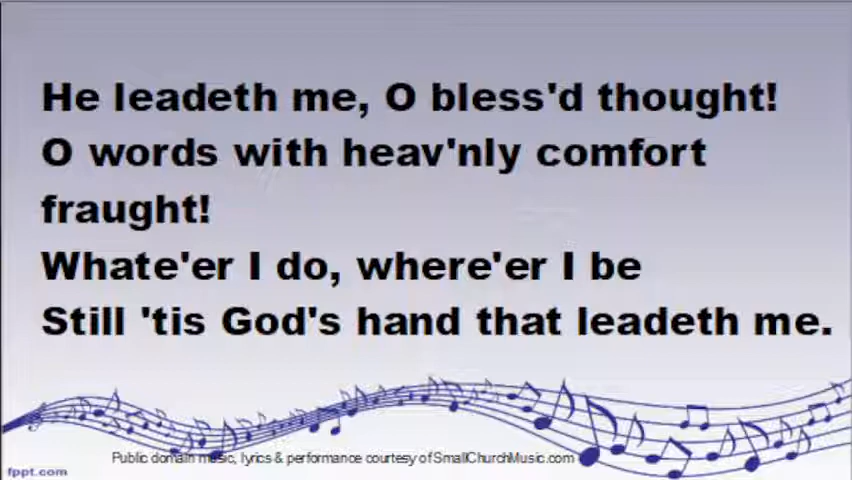 He leadeth me, O bless'd thought!
O words with heav'nly comfort
fraught!
Whate'er I do, where'er I be
Still 'tis God's hand that leadeth me.
Public domain music, lyrics & performance courtesy of SmallChurchMusic.com
fppt.com